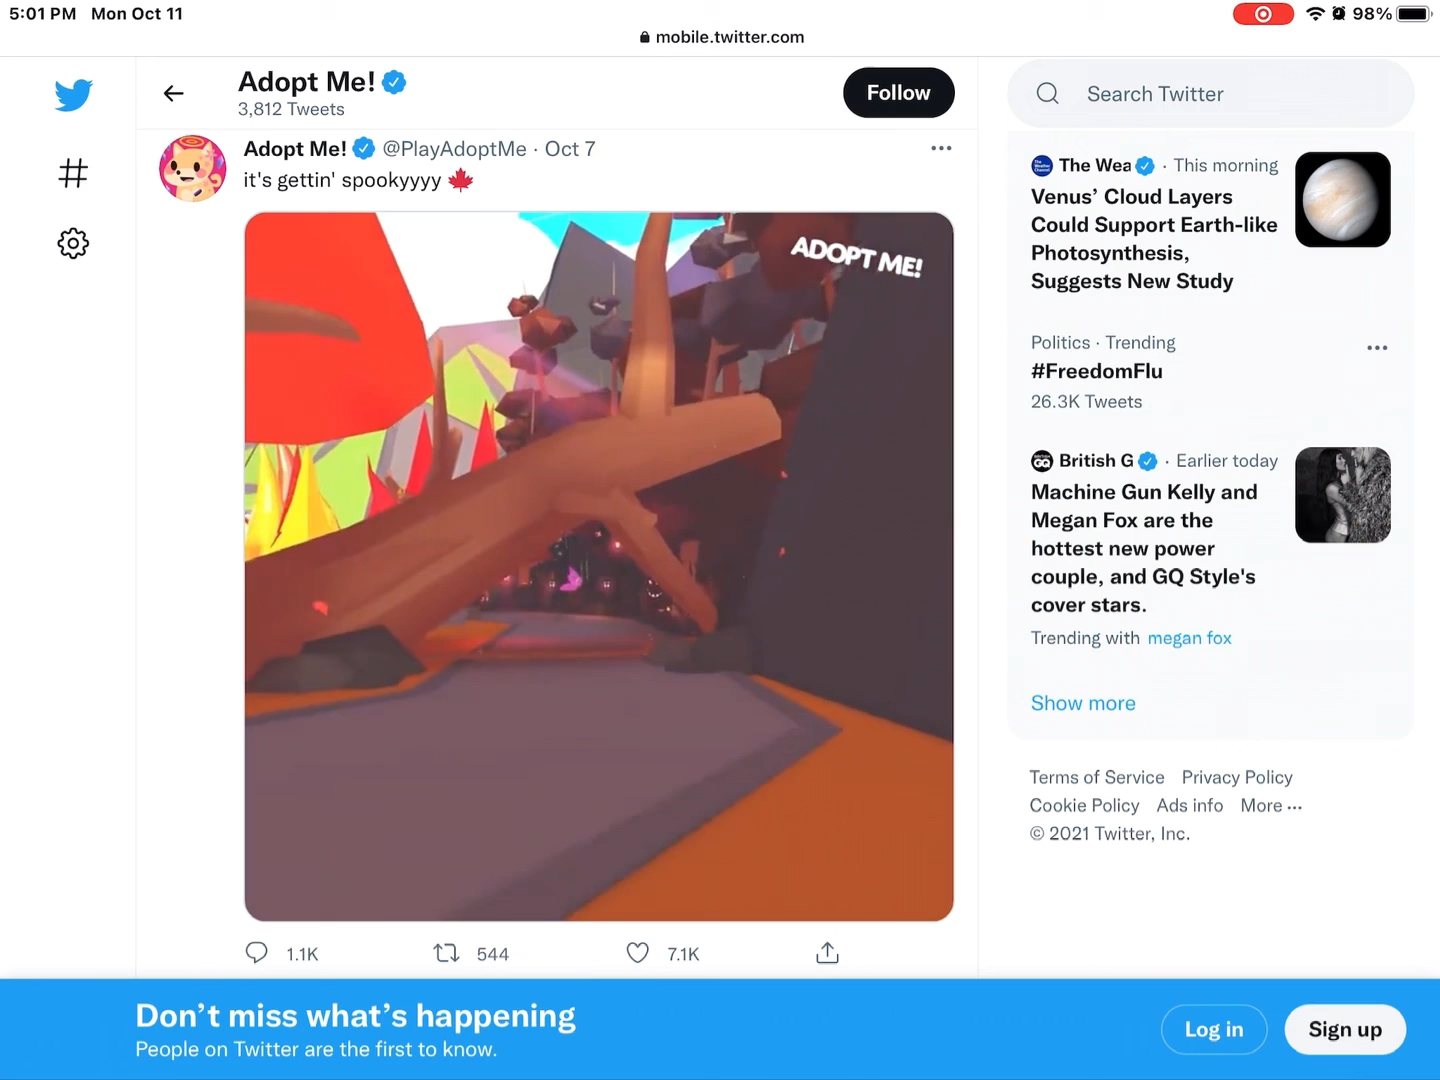 5:01 PM Mon Oct 11
98%
mobile.twitter.com
Adopt Me!
3,812 Tweets
Follow
Search Twitter
Adopt Me! @PlayAdoptMe · Oct 7
it's gettin' spookyyyy
ADOPT ME!
1.1K 544 7.1K
The Wea · This morning
Venus’ Cloud Layers
Could Support Earth-like
Photosynthesis,
Suggests New Study
Politics · Trending
#FreedomFlu
26.3K Tweets
British G · Earlier today
Machine Gun Kelly and
Megan Fox are the
hottest new power
couple, and GQ Style's
cover stars.
Trending with megan fox
Show more
Terms of Service Privacy Policy
Cookie Policy Ads info More ···
© 2021 Twitter, Inc.
Don’t miss what’s happening
People on Twitter are the first to know.
Log in
Sign up